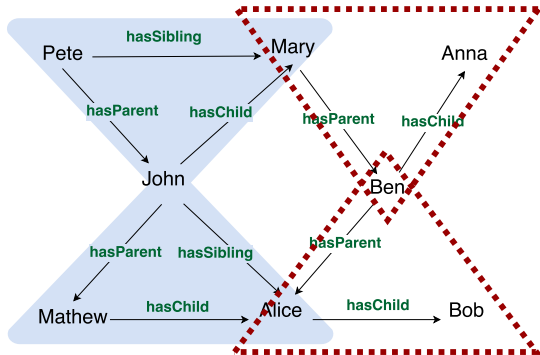 hasSibling
Pete Mary Anna
hasParent hasChild hasParent hasChild
John Ben
hasParent hasSibling hasParent
Mathew hasChild Alice hasChild Bob